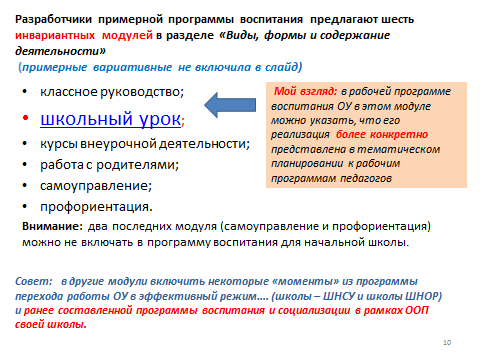 Разработчики примерной программы воспитания предлагают шесть
инвариантных модулей в разделе «Виды, формы и содержание
деятельности»
(примерные вариативные не включила в слайд)
• классное руководство;
• школьный урок;
• курсы внеурочной деятельности;
• работа с родителями;
• самоуправление;
• профориентация.
Мой взгляд: в рабочей программе
воспитания ОУ в этом модуле
можно указать, что его
реализация более конкретно
представлена в тематическом
планировании к рабочим
программам педагогов
Внимание: два последних модуля (самоуправление и профориентация)
можно не включать в программу воспитания для начальной школы.
Совет: в другие модули включить некоторые «моменты» из программы
перехода работы ОУ в эффективный режим.... (школы – ШНСУ и школы ШНОР)
и ранее составленной программы воспитания и социализации в рамках ООП
своей школы.
10